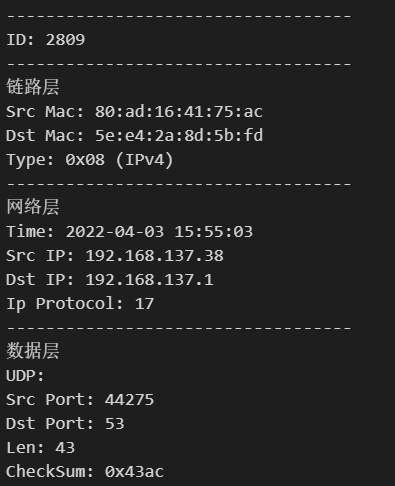 -----------------------------------
ID: 2809
-----------------------------------
链路层
Src Mac: 80:ad:16:41:75:ac
Dst Mac: 5e:e4:2a:8d:5b:fd
Type: 0x08 (IPv4)
-----------------------------------
网络层
Time: 2022-04-03 15:55:03
Src IP: 192.168.137.38
Dst IP: 192.168.137.1
Ip Protocol: 17
-----------------------------------
数据层
UDP:
Src Port: 44275
Dst Port: 53
Len: 43
CheckSum: 0x43ac